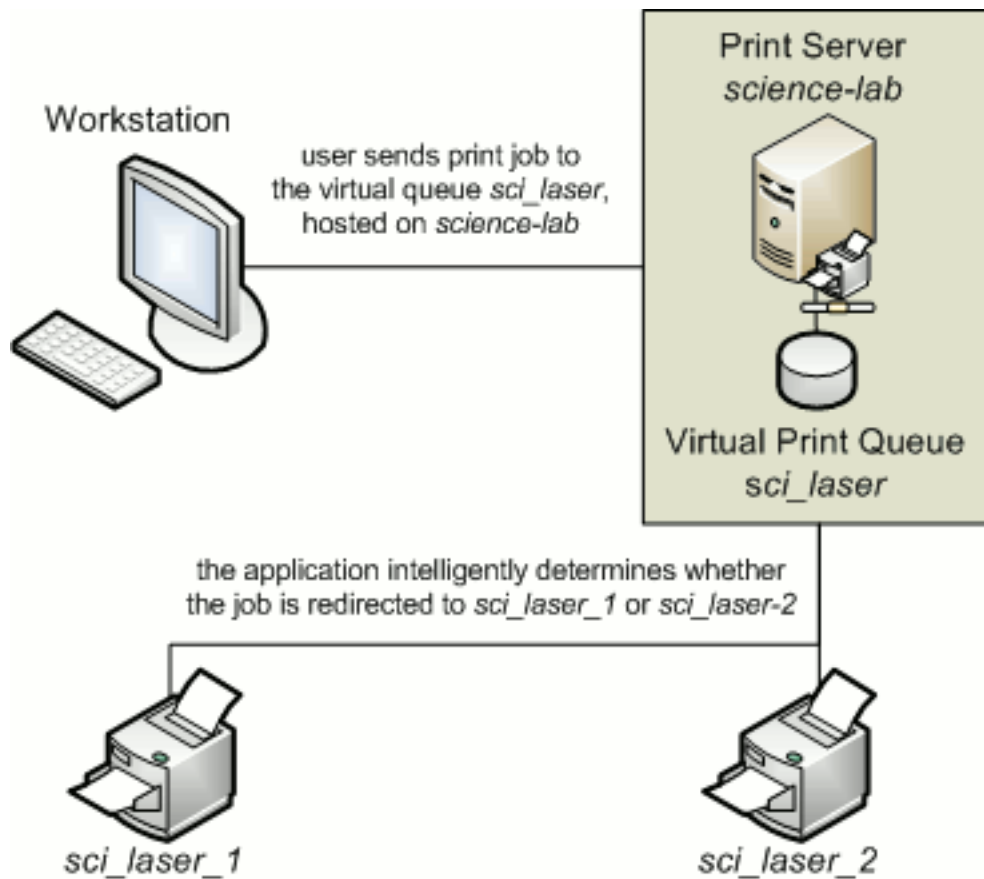 Print Server
science-lab
Workstation
user sends print job to
the virtual queue sci_laser,
hosted on science-lab
Virtual Print Queue
sci_laser
the application intelligently determines whether
the job is redirected to sci_laser_1 or sci_laser-2
sci_laser_1
sci_laser_2